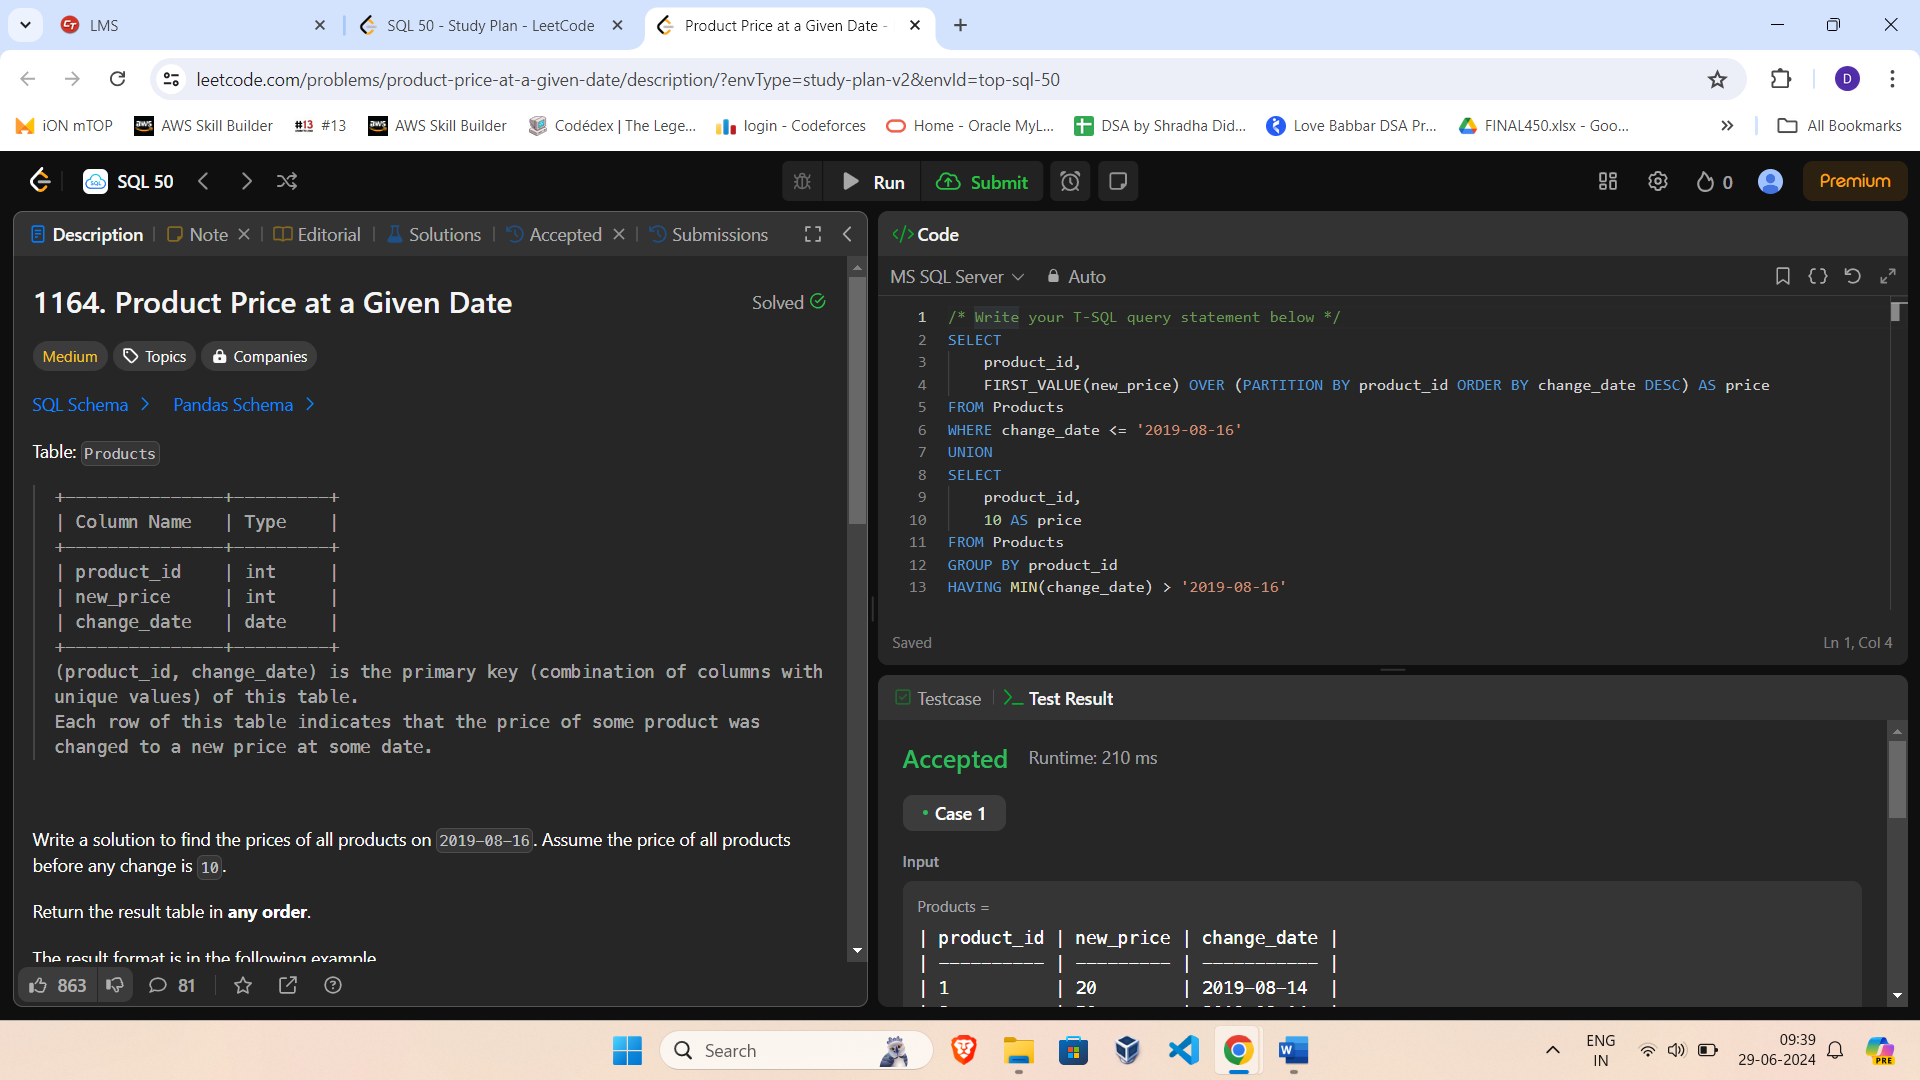 LMS
SQL 50 - Study Plan - LeetCode
Product Price at a Given Date -
leetcode.com/problems/product-price-at-a-given-date/description/?envType=study-plan-v2&envId=top-sql-50
D
iON mTOP
AWS Skill Builder
#13 #13
AWS Skill Builder
Codédex | The Lege...
login - Codeforces
Home - Oracle MyL...
DSA by Shradha Did...
Love Babbar DSA Pr...
FINAL450.xlsx - Goo...
All Bookmarks
SQL 50
Run
Submit
0
Premium
Description
Note
Editorial
Solutions
Accepted
Submissions
1164. Product Price at a Given Date
Solved
Medium
Topics
Companies
SQL Schema
Pandas Schema
Table: Products
+---------------+---------+
| Column Name   | Type    |
+---------------+---------+
| product_id    | int     |
| new_price     | int     |
| change_date   | date    |
+---------------+---------+
(product_id, change_date) is the primary key (combination of columns with
unique values) of this table.
Each row of this table indicates that the price of some product was
changed to a new price at some date.
Write a solution to find the prices of all products on 2019-08-16. Assume the price of all products
before any change is 10.
Return the result table in any order.
The result format is in the following example
863
81
</> Code
MS SQL Server
Auto
1 /* Write your T-SQL query statement below */
2 SELECT
3     product_id,
4     FIRST_VALUE(new_price) OVER (PARTITION BY product_id ORDER BY change_date DESC) AS price
5 FROM Products
6 WHERE change_date <= '2019-08-16'
7 UNION
8 SELECT
9     product_id,
10     10 AS price
11 FROM Products
12 GROUP BY product_id
13 HAVING MIN(change_date) > '2019-08-16'
Saved
Ln 1, Col 4
Testcase
Test Result
Accepted
Runtime: 210 ms
Case 1
Input
Products =
| product_id | new_price | change_date |
| ---------- | --------- | ----------- |
| 1          | 20        | 2019-08-14  |
Search
ENG
IN
09:39
29-06-2024
PRE